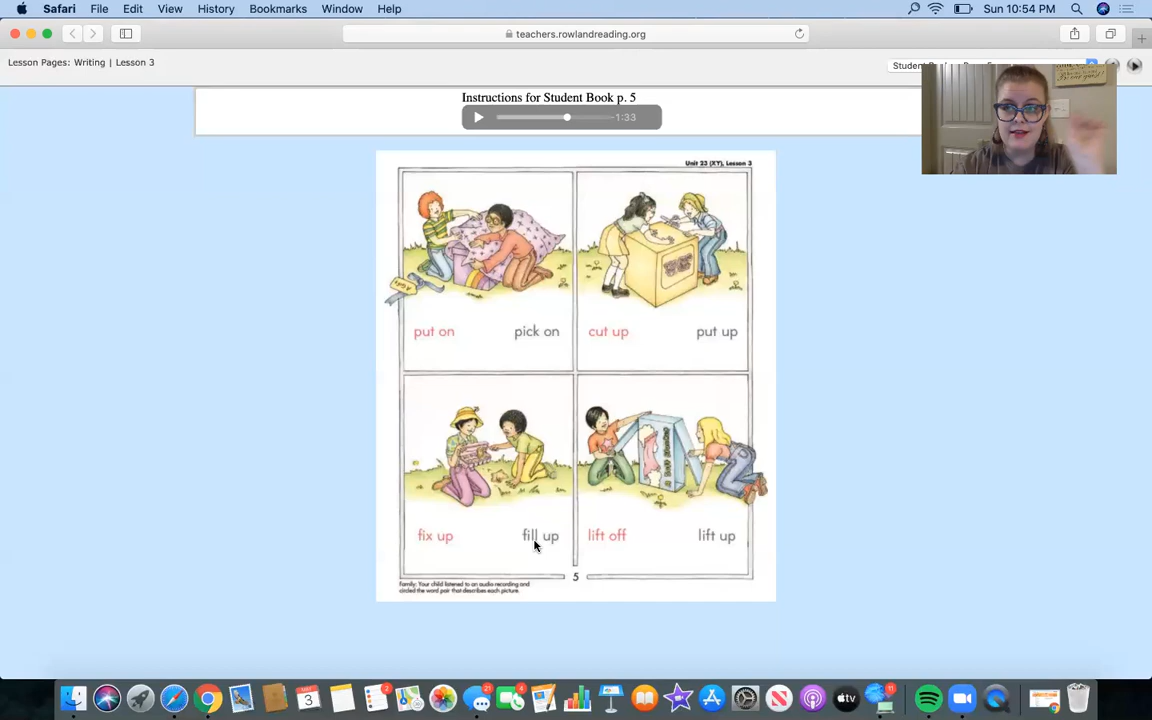 Safari File Edit View History Bookmarks Window Help
Sun 10:54 PM
teachers.rowlandreading.org
Lesson Pages: Writing | Lesson 3
Instructions for Student Book p. 5
1:33
Unit 23 (XY), Lesson 3
put on pick on
cut up put up
fix up fill up
lift off lift up
5
Family: Your child listened to an audio recording and
circled the word pair that describes each picture.